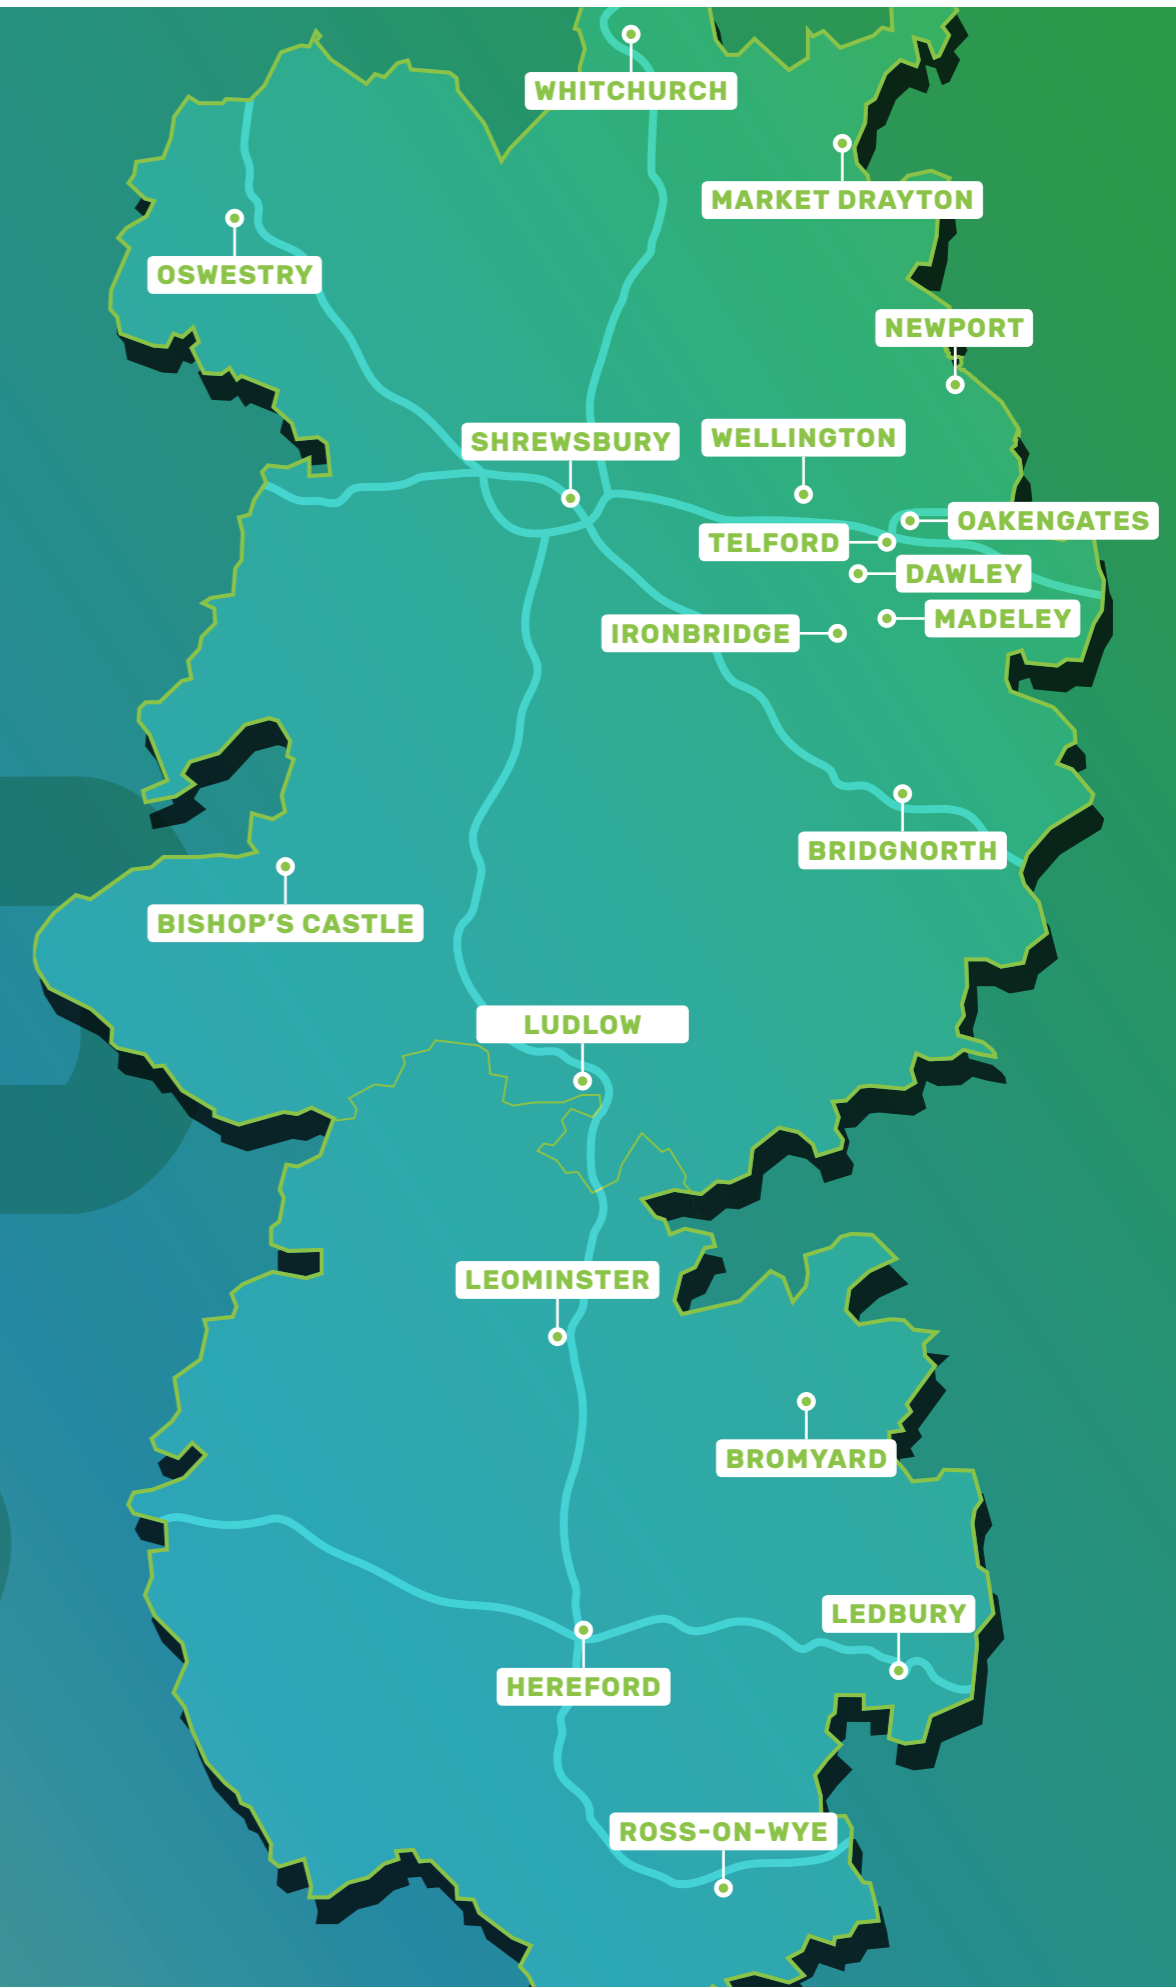 WHITCHURCH
MARKET DRAYTON
OSWESTRY
NEWPORT
SHREWSBURY
WELLINGTON
OAKENGATES
TELFORD
DAWLEY
MADELEY
IRONBRIDGE
BRIDGNORTH
BISHOP’S CASTLE
LUDLOW
LEOMINSTER
BROMYARD
LEDBURY
HEREFORD
ROSS-ON-WYE